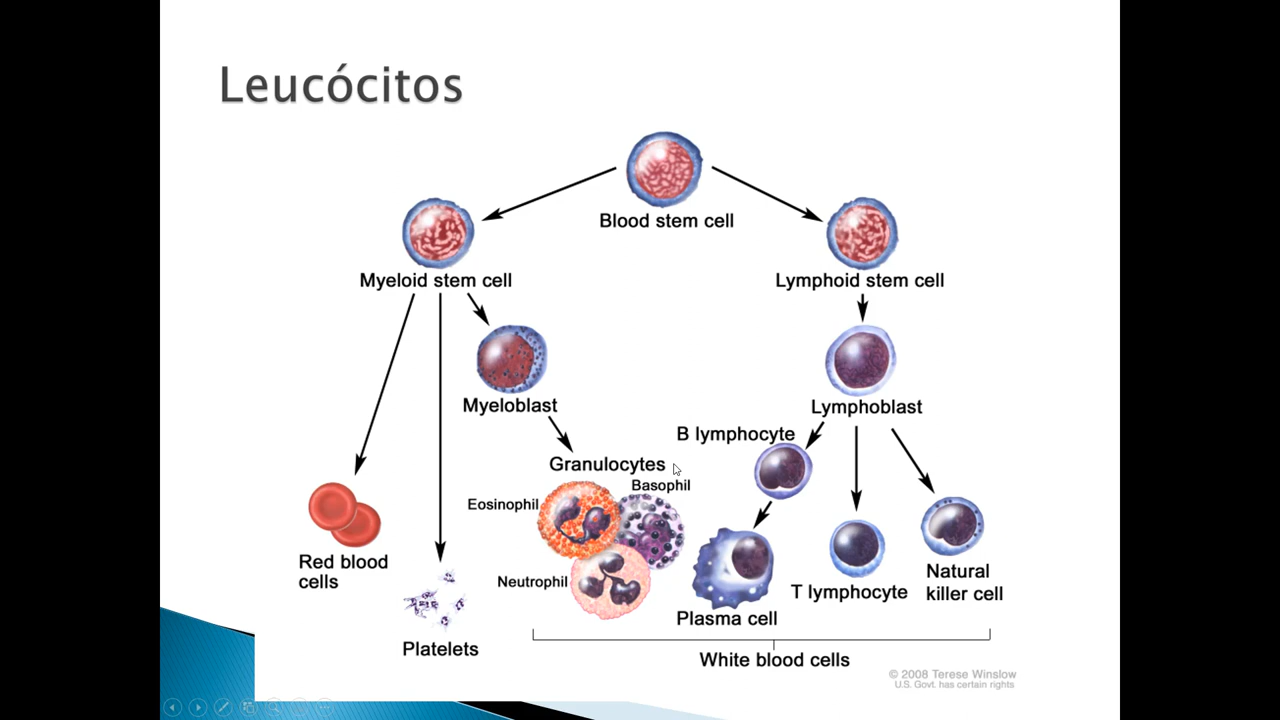 Leucócitos
Blood stem cell
Myeloid stem cell
Lymphoid stem cell
Myeloblast
Lymphoblast
B lymphocyte
Granulocytes
Basophil
Eosinophil
Neutrophil
Red blood
cells
Platelets
Plasma cell
T lymphocyte
Natural
killer cell
White blood cells
© 2008 Terese Winslow
U.S. Govt. has certain rights